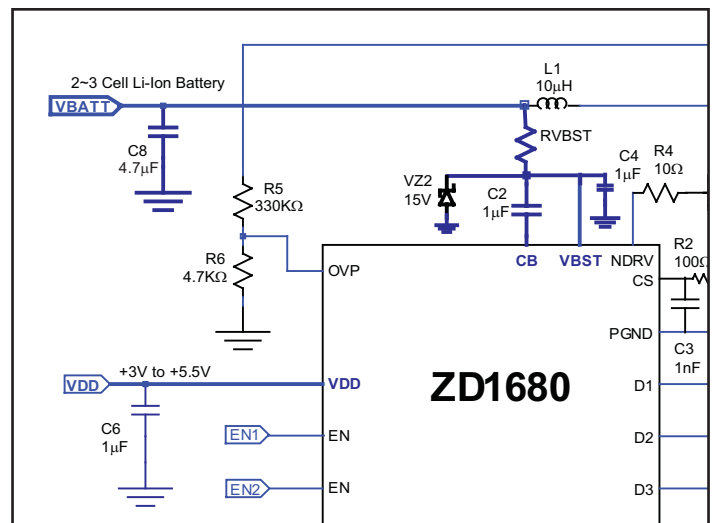 2~3 Cell Li-Ion Battery
VBATT
L1
10μH
C8
4.7μF
RVBST
R5
330KΩ
VZ2
15V
C2
1μF
C4
1μF
R4
10Ω
R6
4.7KΩ
OVP
CB
VBST
NDRV
CS
R2
100Ω
PGND
C3
1nF
+3V to +5.5V
VDD
VDD
ZD1680
D1
C6
1μF
EN1
EN
D2
EN2
EN
D3